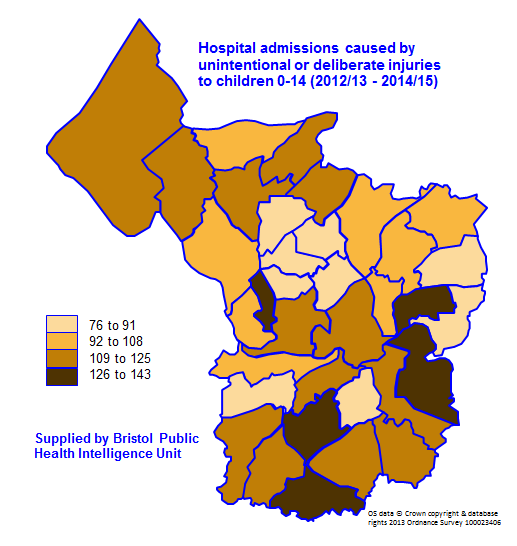 Hospital admissions caused by
unintentional or deliberate injuries
to children 0-14 (2012/13 - 2014/15)
76 to 91
92 to 108
109 to 125
126 to 143
Supplied by Bristol Public
Health Intelligence Unit
OS data © Crown copyright & database
rights 2013 Ordnance Survey 100023406